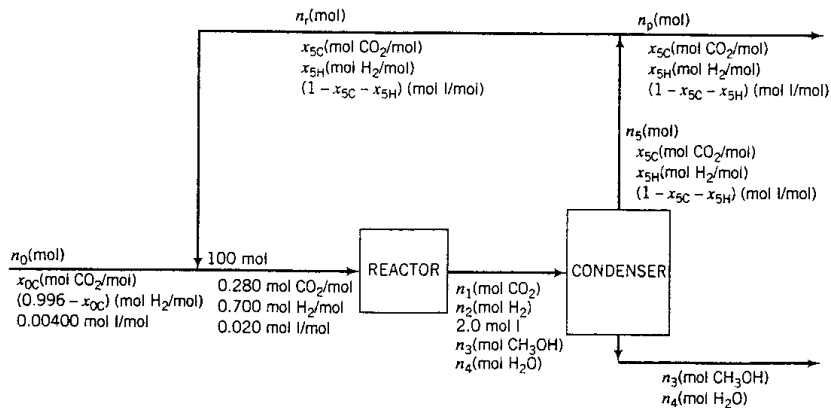 n_r(mol)
x_5C(mol CO_2/mol)
x_5H(mol H_2/mol)
(1 – x_5C – x_5H) (mol I/mol)
n_p(mol)
x_5C(mol CO_2/mol)
x_5H(mol H_2/mol)
(1 – x_5C – x_5H) (mol I/mol)
n_5(mol)
x_5C(mol CO_2/mol)
x_5H(mol H_2/mol)
(1 – x_5C – x_5H) (mol I/mol)
n_0(mol)
x_0C(mol CO_2/mol)
(0.996 – x_0C) (mol H_2/mol)
0.00400 mol I/mol
100 mol
0.280 mol CO_2/mol
0.700 mol H_2/mol
0.020 mol I/mol
REACTOR
n_1(mol CO_2)
n_2(mol H_2)
2.0 mol I
n_3(mol CH_3OH)
n_4(mol H_2O)
CONDENSER
n_3(mol CH_3OH)
n_4(mol H_2O)